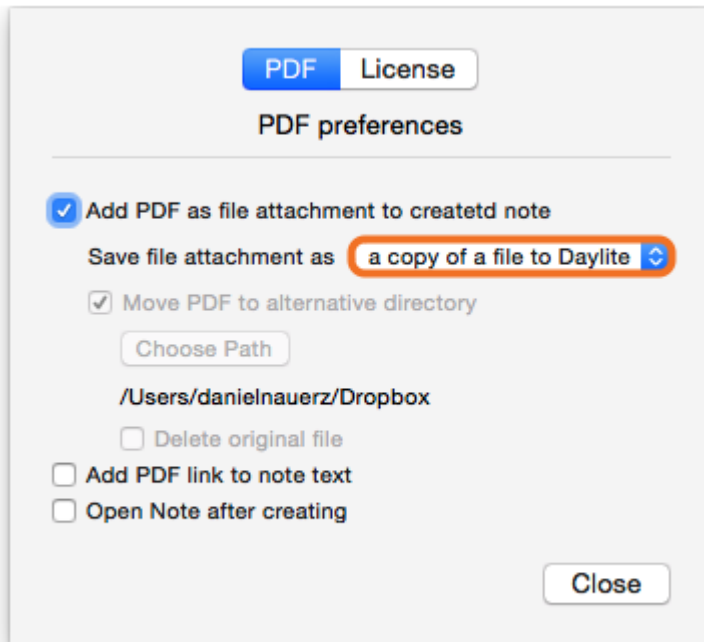 PDF License
PDF preferences
Add PDF as file attachment to createtd note
Save file attachment as a copy of a file to Daylite
Move PDF to alternative directory
Choose Path
/Users/danielnauerz/Dropbox
Delete original file
Add PDF link to note text
Open Note after creating
Close